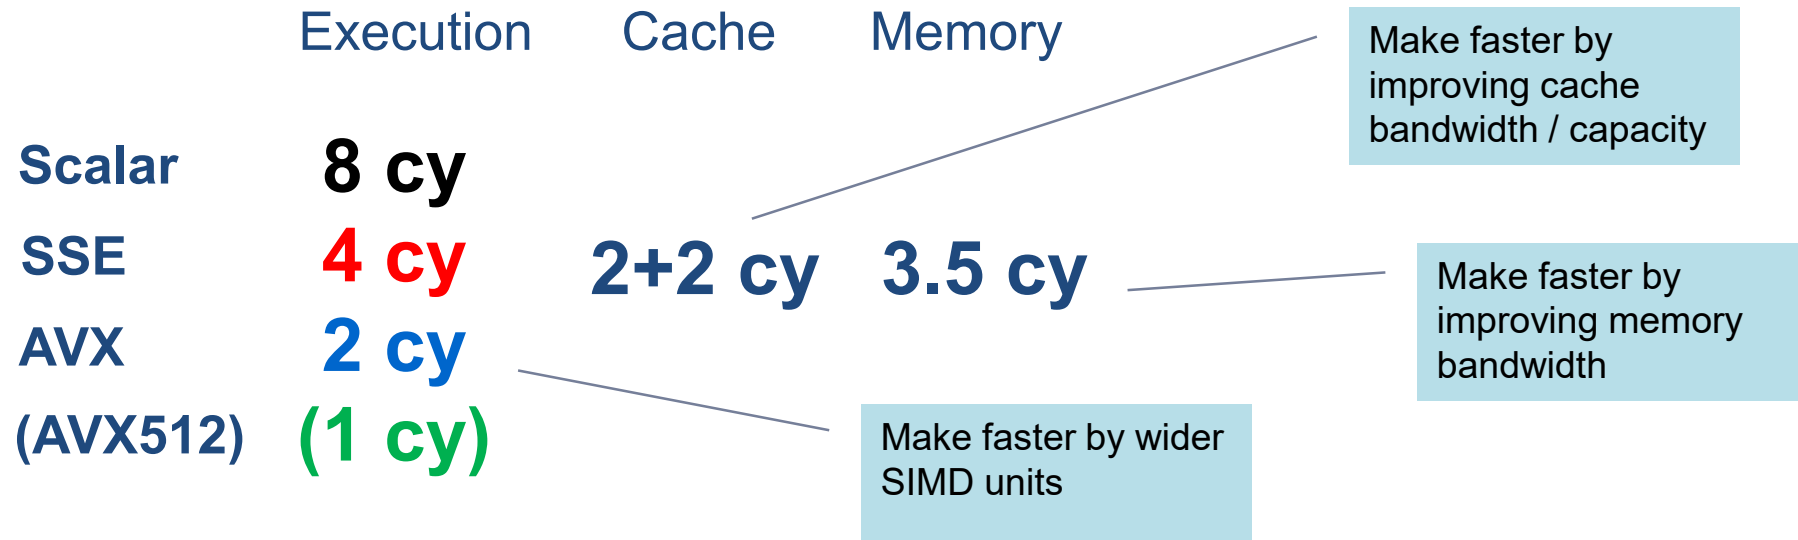 Execution Cache Memory
Make faster by
improving cache
bandwidth / capacity
Scalar 8 cy
SSE 4 cy
2+2 cy 3.5 cy
Make faster by
improving memory
bandwidth
AVX 2 cy
(AVX512) (1 cy)
Make faster by wider
SIMD units